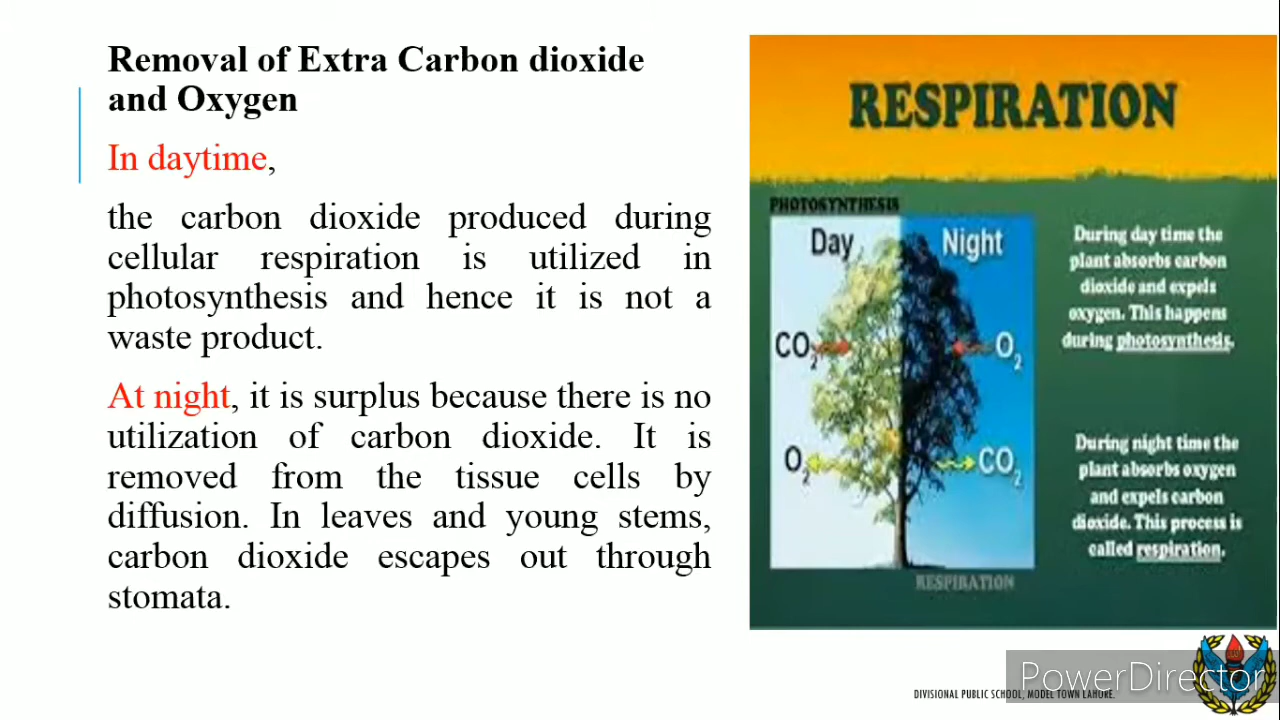 Removal of Extra Carbon dioxide
and Oxygen
In daytime,
the carbon dioxide produced during
cellular respiration is utilized in
photosynthesis and hence it is not a
waste product.
At night, it is surplus because there is no
utilization of carbon dioxide. It is
removed from the tissue cells by
diffusion. In leaves and young stems,
carbon dioxide escapes out through
stomata.
RESPIRATION
PHOTOSYNTHESIS
Day
Night
CO2
O2
O2
CO2
RESPIRATION
During day time the
plant absorbs carbon
dioxide and expels
oxygen. This happens
during photosynthesis.
During night time the
plant absorbs oxygen
and expels carbon
dioxide. This process is
called respiration.
DIVISIONAL PUBLIC SCHOOL, MODEL TOWN LAHORE.
PowerDirector